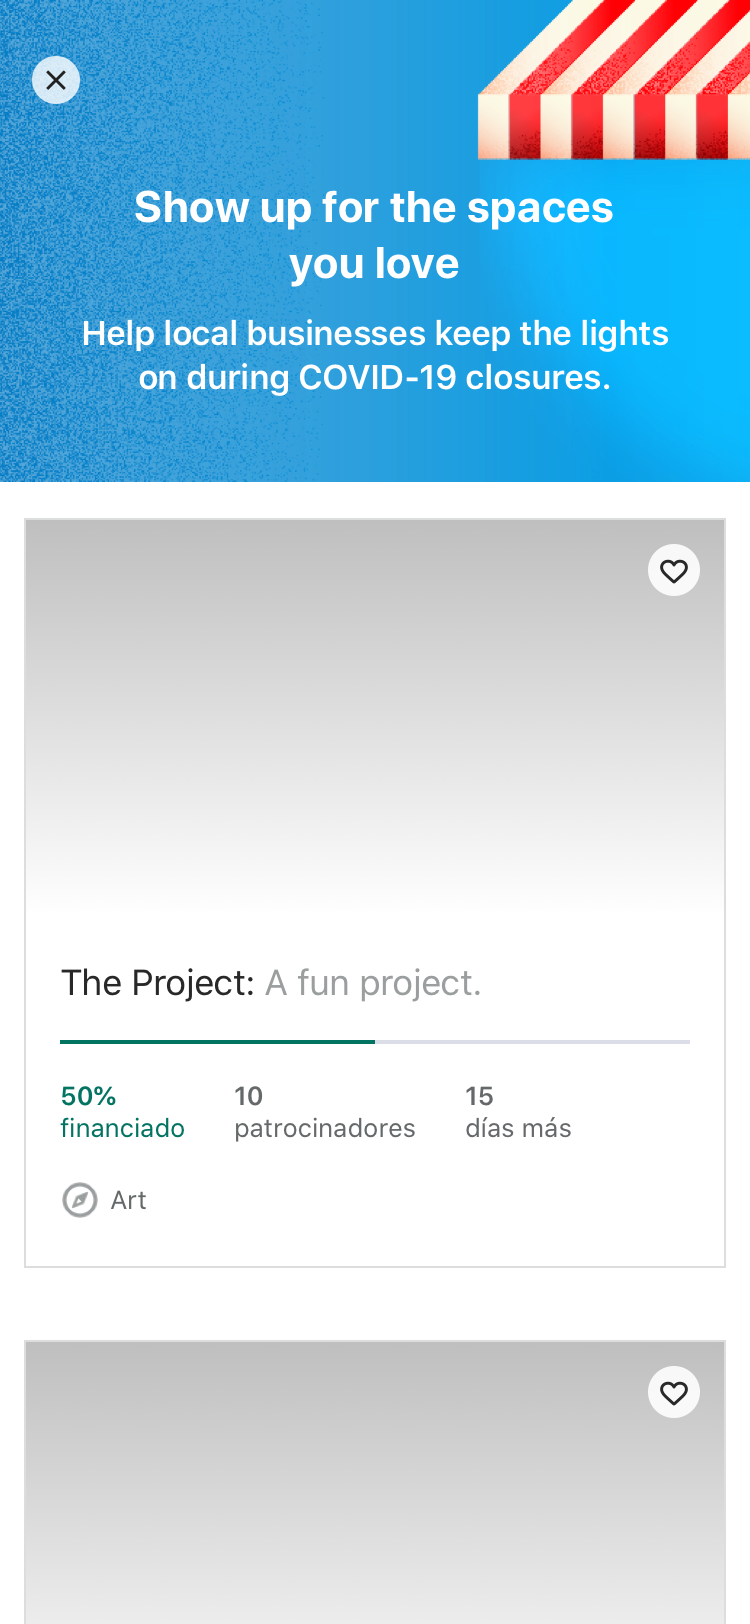 Show up for the spaces
you love
Help local businesses keep the lights
on during COVID-19 closures.
The Project: A fun project.
50%
financiado
10
patrocinadores
15
días más
Art